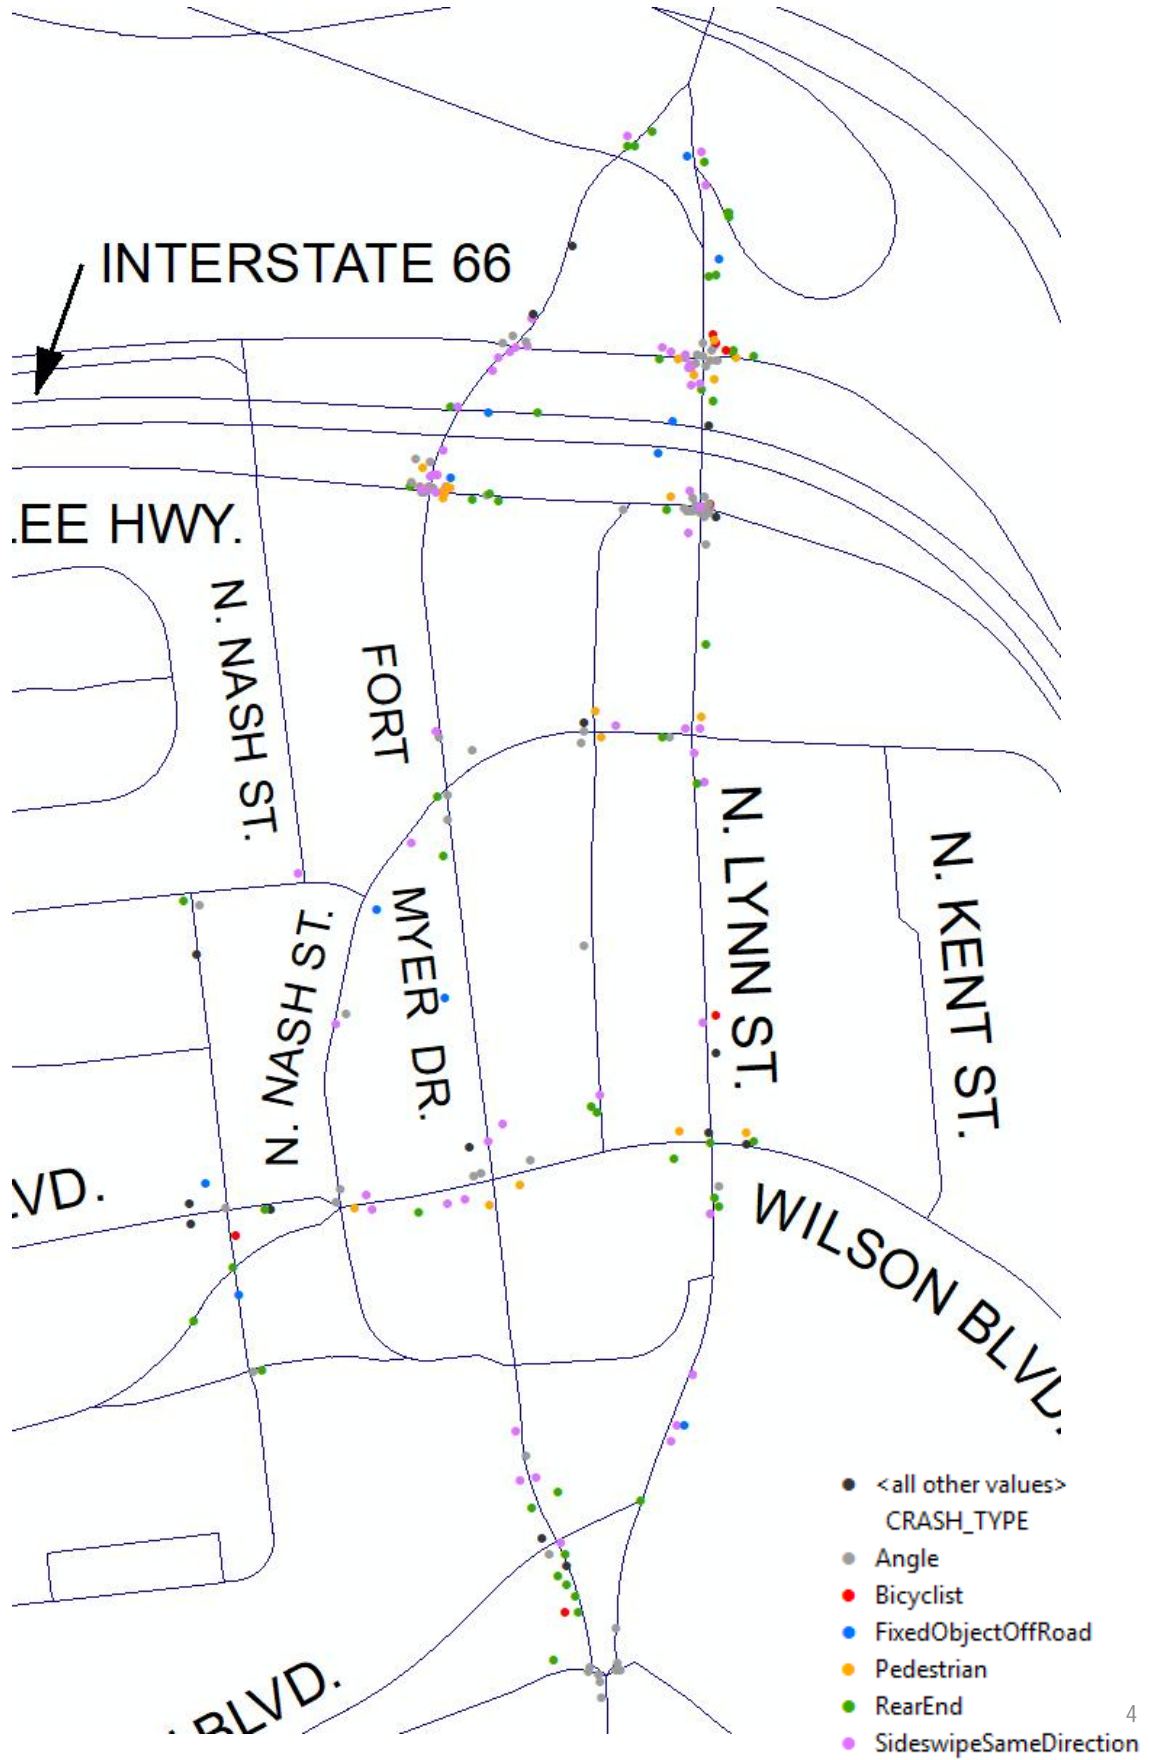 INTERSTATE 66
LEE HWY.
N. NASH ST.
FORT
MYER DR.
N. LYNN ST.
N. KENT ST.
N. NASH ST.
VD.
WILSON BLVD.
BLVD.
<all other values>
CRASH_TYPE
Angle
Bicyclist
FixedObjectOffRoad
Pedestrian
RearEnd
SideswipeSameDirection
4